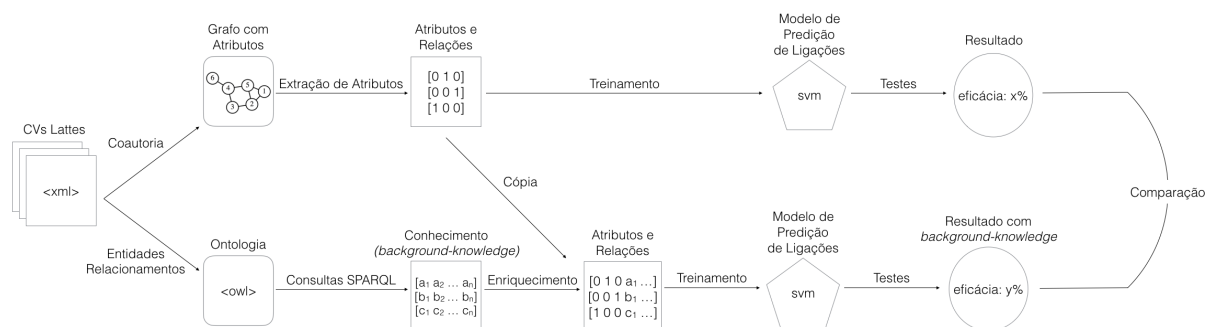 CVs Lattes
<xml>
Coautoria
Entidades
Relacionamentos
Grafo com
Atributos
6
4
5
1
3
2
Extração de Atributos
Atributos e
Relações
[0 1 0]
[0 0 1]
[1 0 0]
Treinamento
Modelo de
Predição
de Ligações
svm
Testes
Resultado
eficácia: x%
Cópia
Comparação
Ontologia
<owl>
Consultas SPARQL
Conhecimento
(background-knowledge)
[a₁ a₂ ... aₙ]
[b₁ b₂ ... bₙ]
[c₁ c₂ ... cₙ]
Enriquecimento
Atributos e
Relações
[0 1 0 a₁ ...]
[0 0 1 b₁ ...]
[1 0 0 c₁ ...]
Treinamento
Modelo de
Predição
de Ligações
svm
Testes
Resultado com
background-knowledge
eficácia: y%